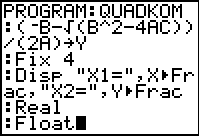 PROGRAM:QUADKOM
:(-B-√(B^2-4AC))
/(2A)→Y
:Fix 4
:Disp "X1=",X▶Fr
ac,"X2=",Y▶Frac
:Real
:Float